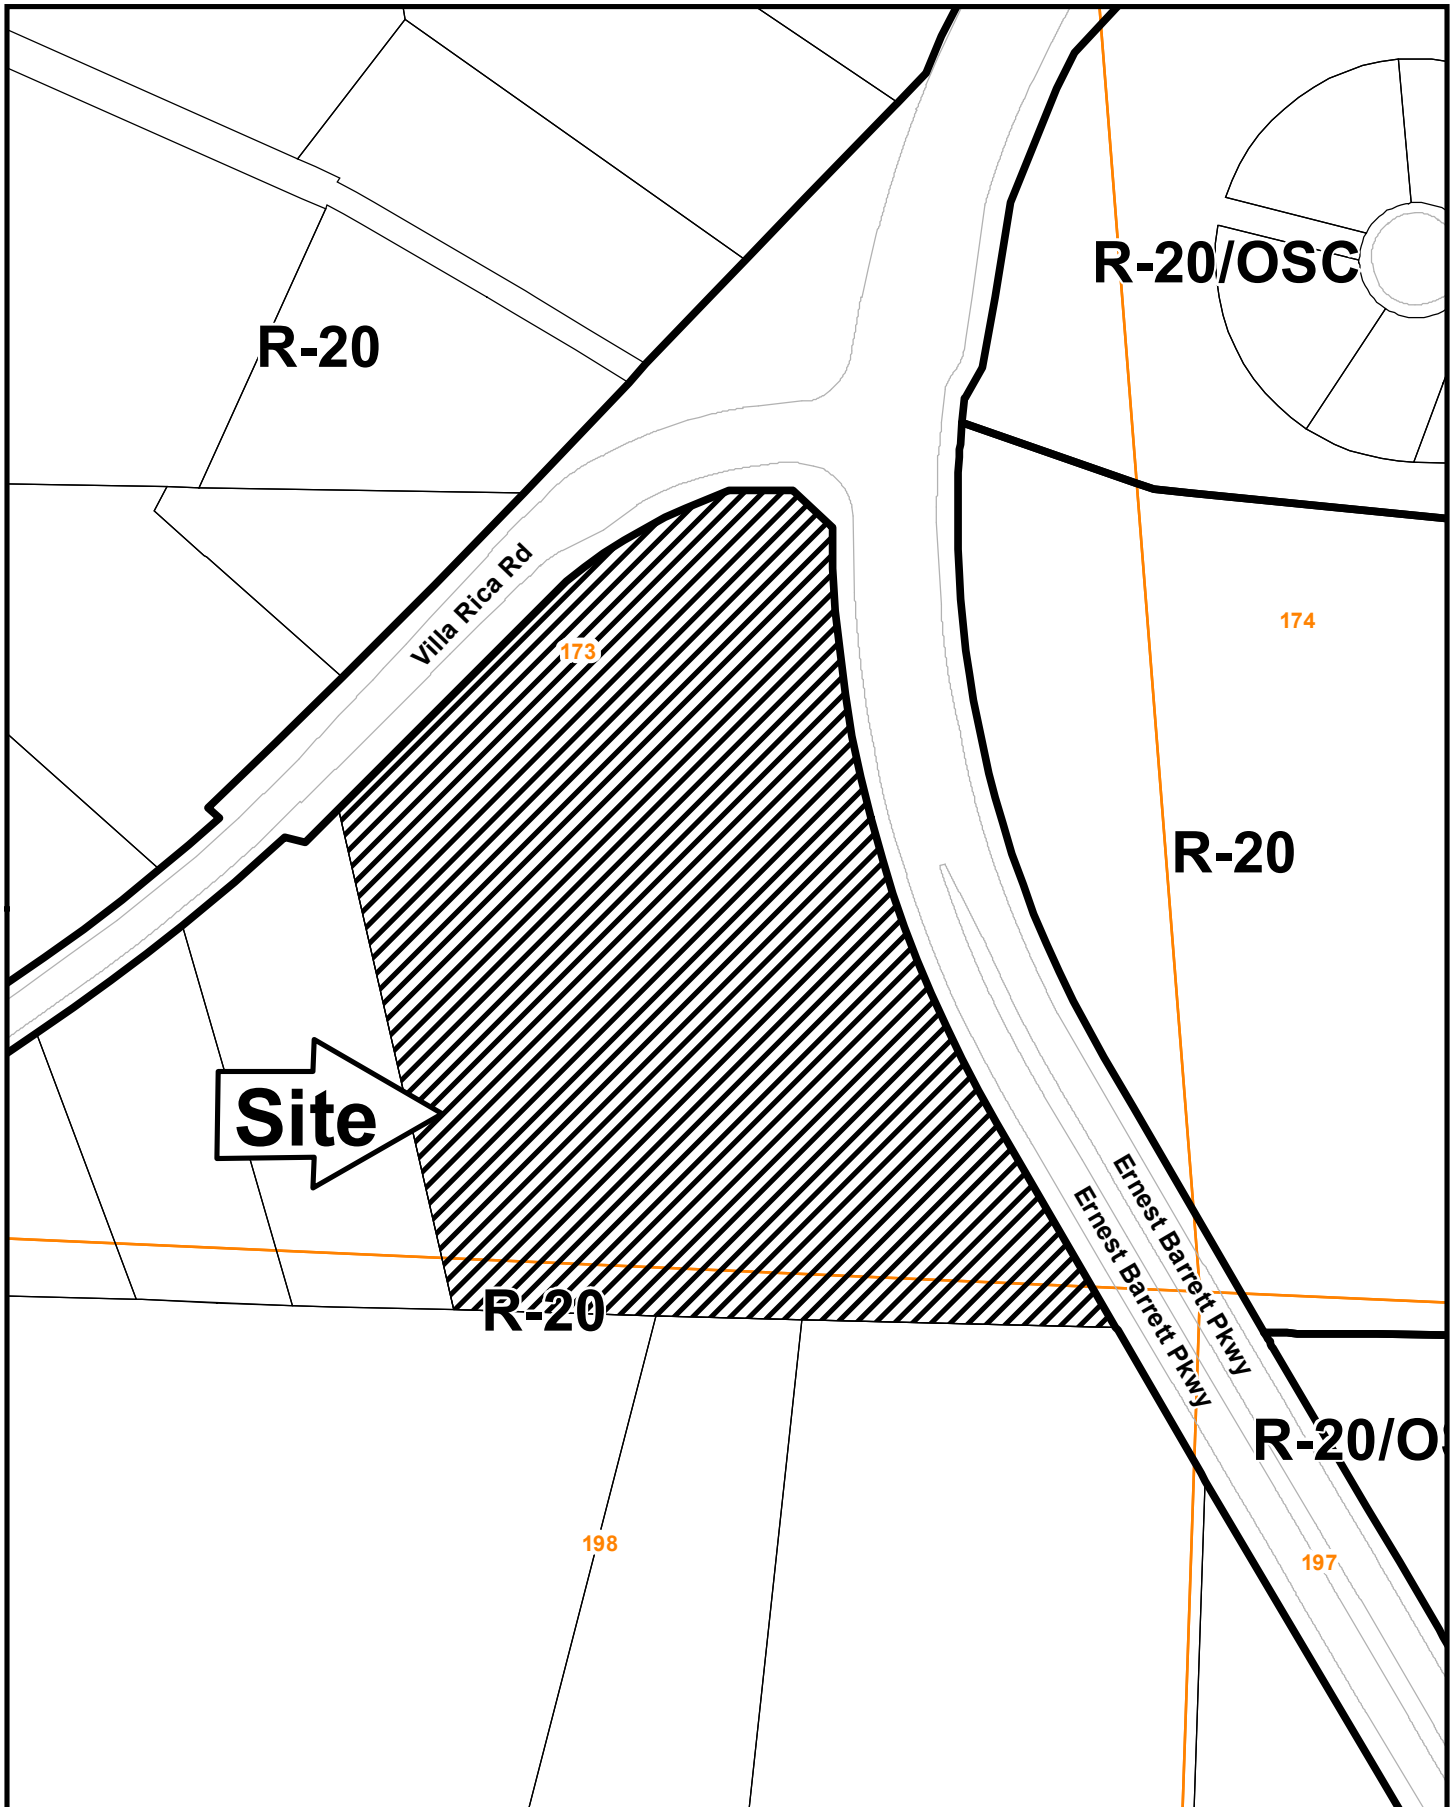 R-20/OSC
R-20
Villa Rica Rd
173
174
R-20
Site
Ernest Barrett Pkwy
Ernest Barrett Pkwy
R-20
R-20/O
198
197